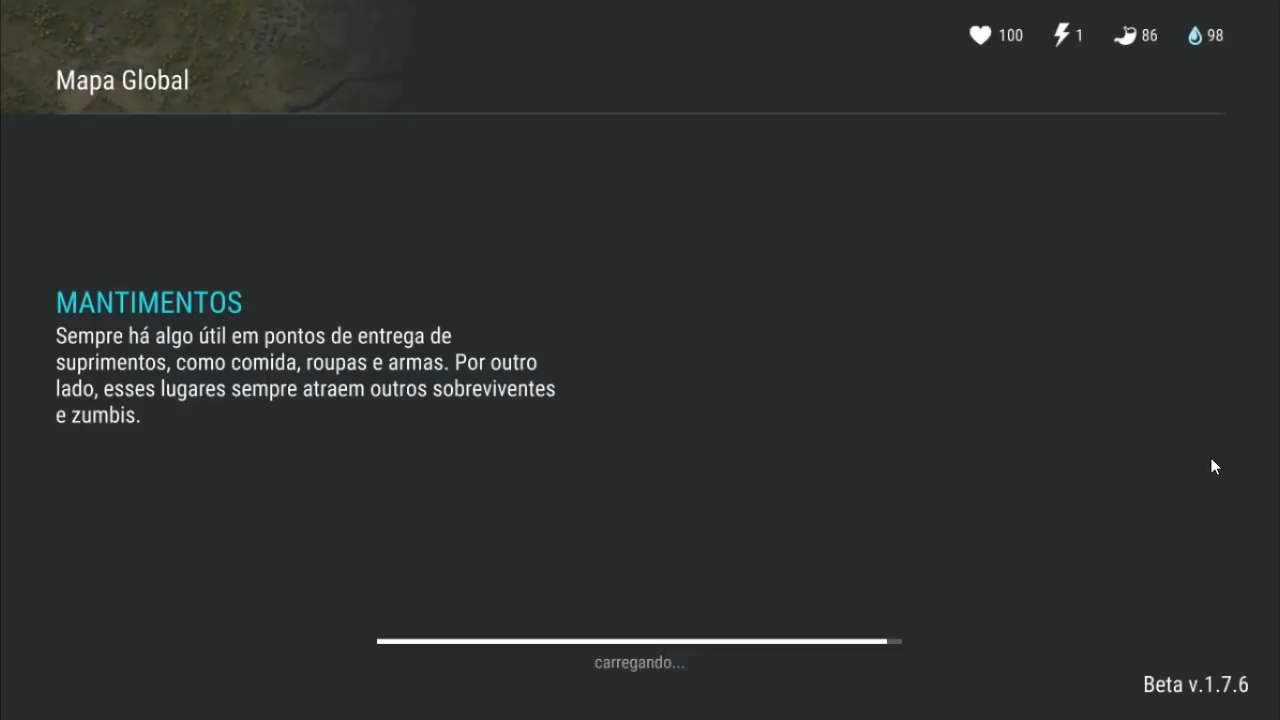 100
1
86
98
Mapa Global
MANTIMENTOS
Sempre há algo útil em pontos de entrega de
suprimentos, como comida, roupas e armas. Por outro
lado, esses lugares sempre atraem outros sobreviventes
e zumbis.
carregando...
Beta v.1.7.6